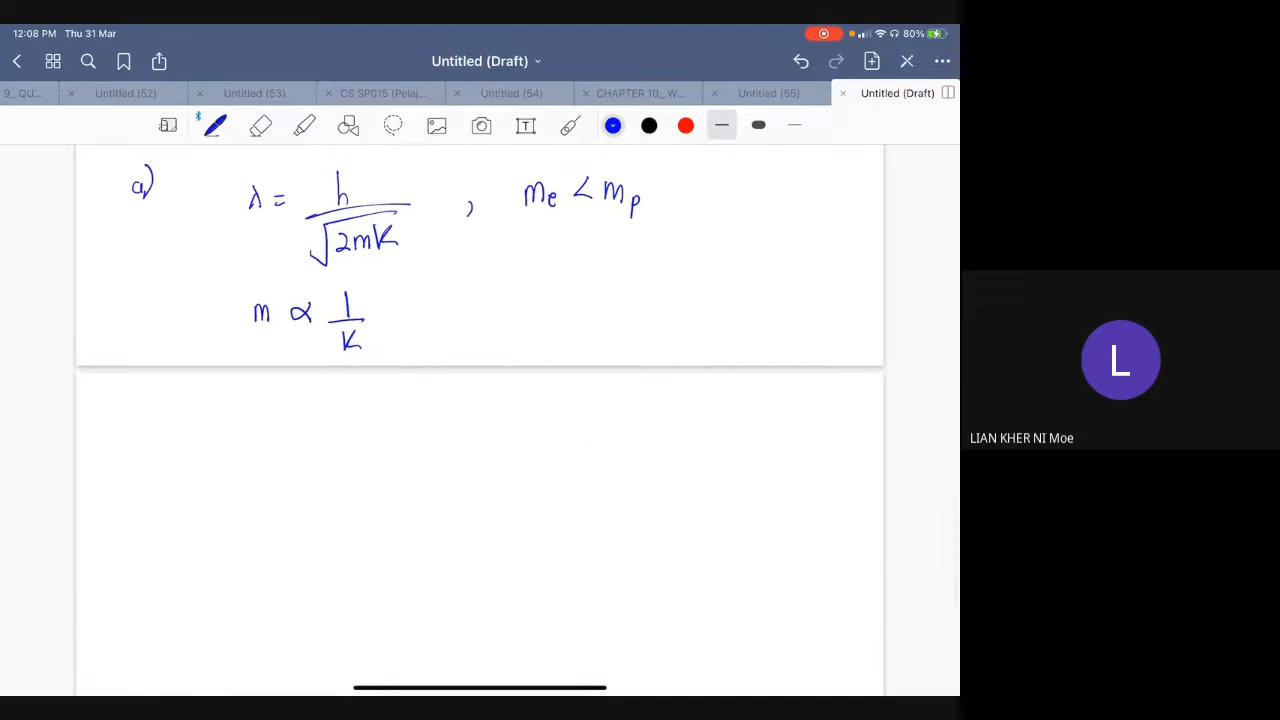 12:08 PM Thu 31 Mar
80%
Untitled (Draft)
9_ QU...
Untitled (52)
Untitled (53)
CS SP015 (Pelaj...
Untitled (54)
CHAPTER 10_ W...
Untitled (55)
Untitled (Draft)
T
a) λ = h / √2mK , me < mp
m ∝ 1 / K
L
LIAN KHER NI Moe